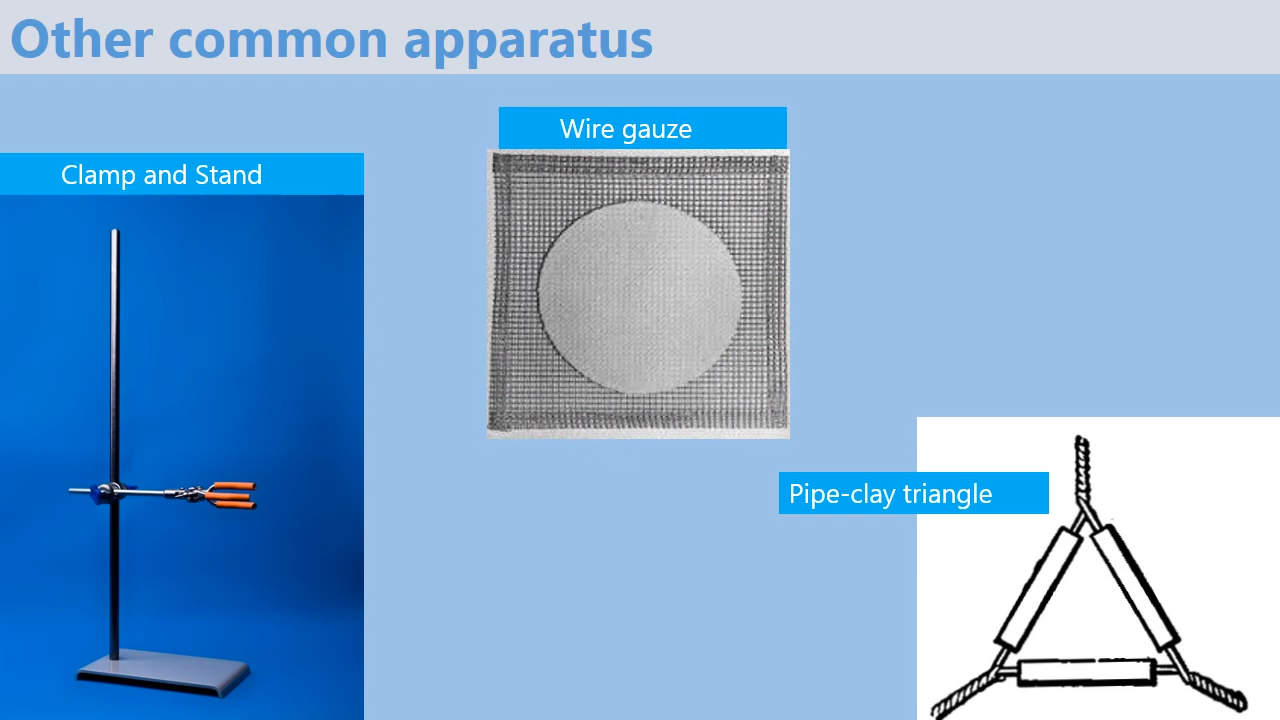 Other common apparatus
Wire gauze
Clamp and Stand
Pipe-clay triangle